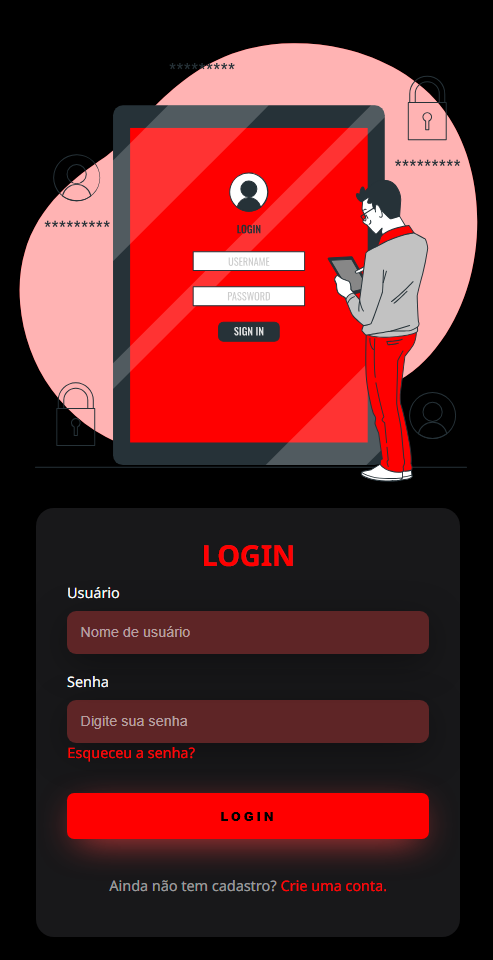 *********
*********
*********
LOGIN
USERNAME
PASSWORD
SIGN IN
LOGIN
Usuário
Nome de usuário
Senha
Digite sua senha
Esqueceu a senha?
LOGIN
Ainda não tem cadastro? Crie uma conta.